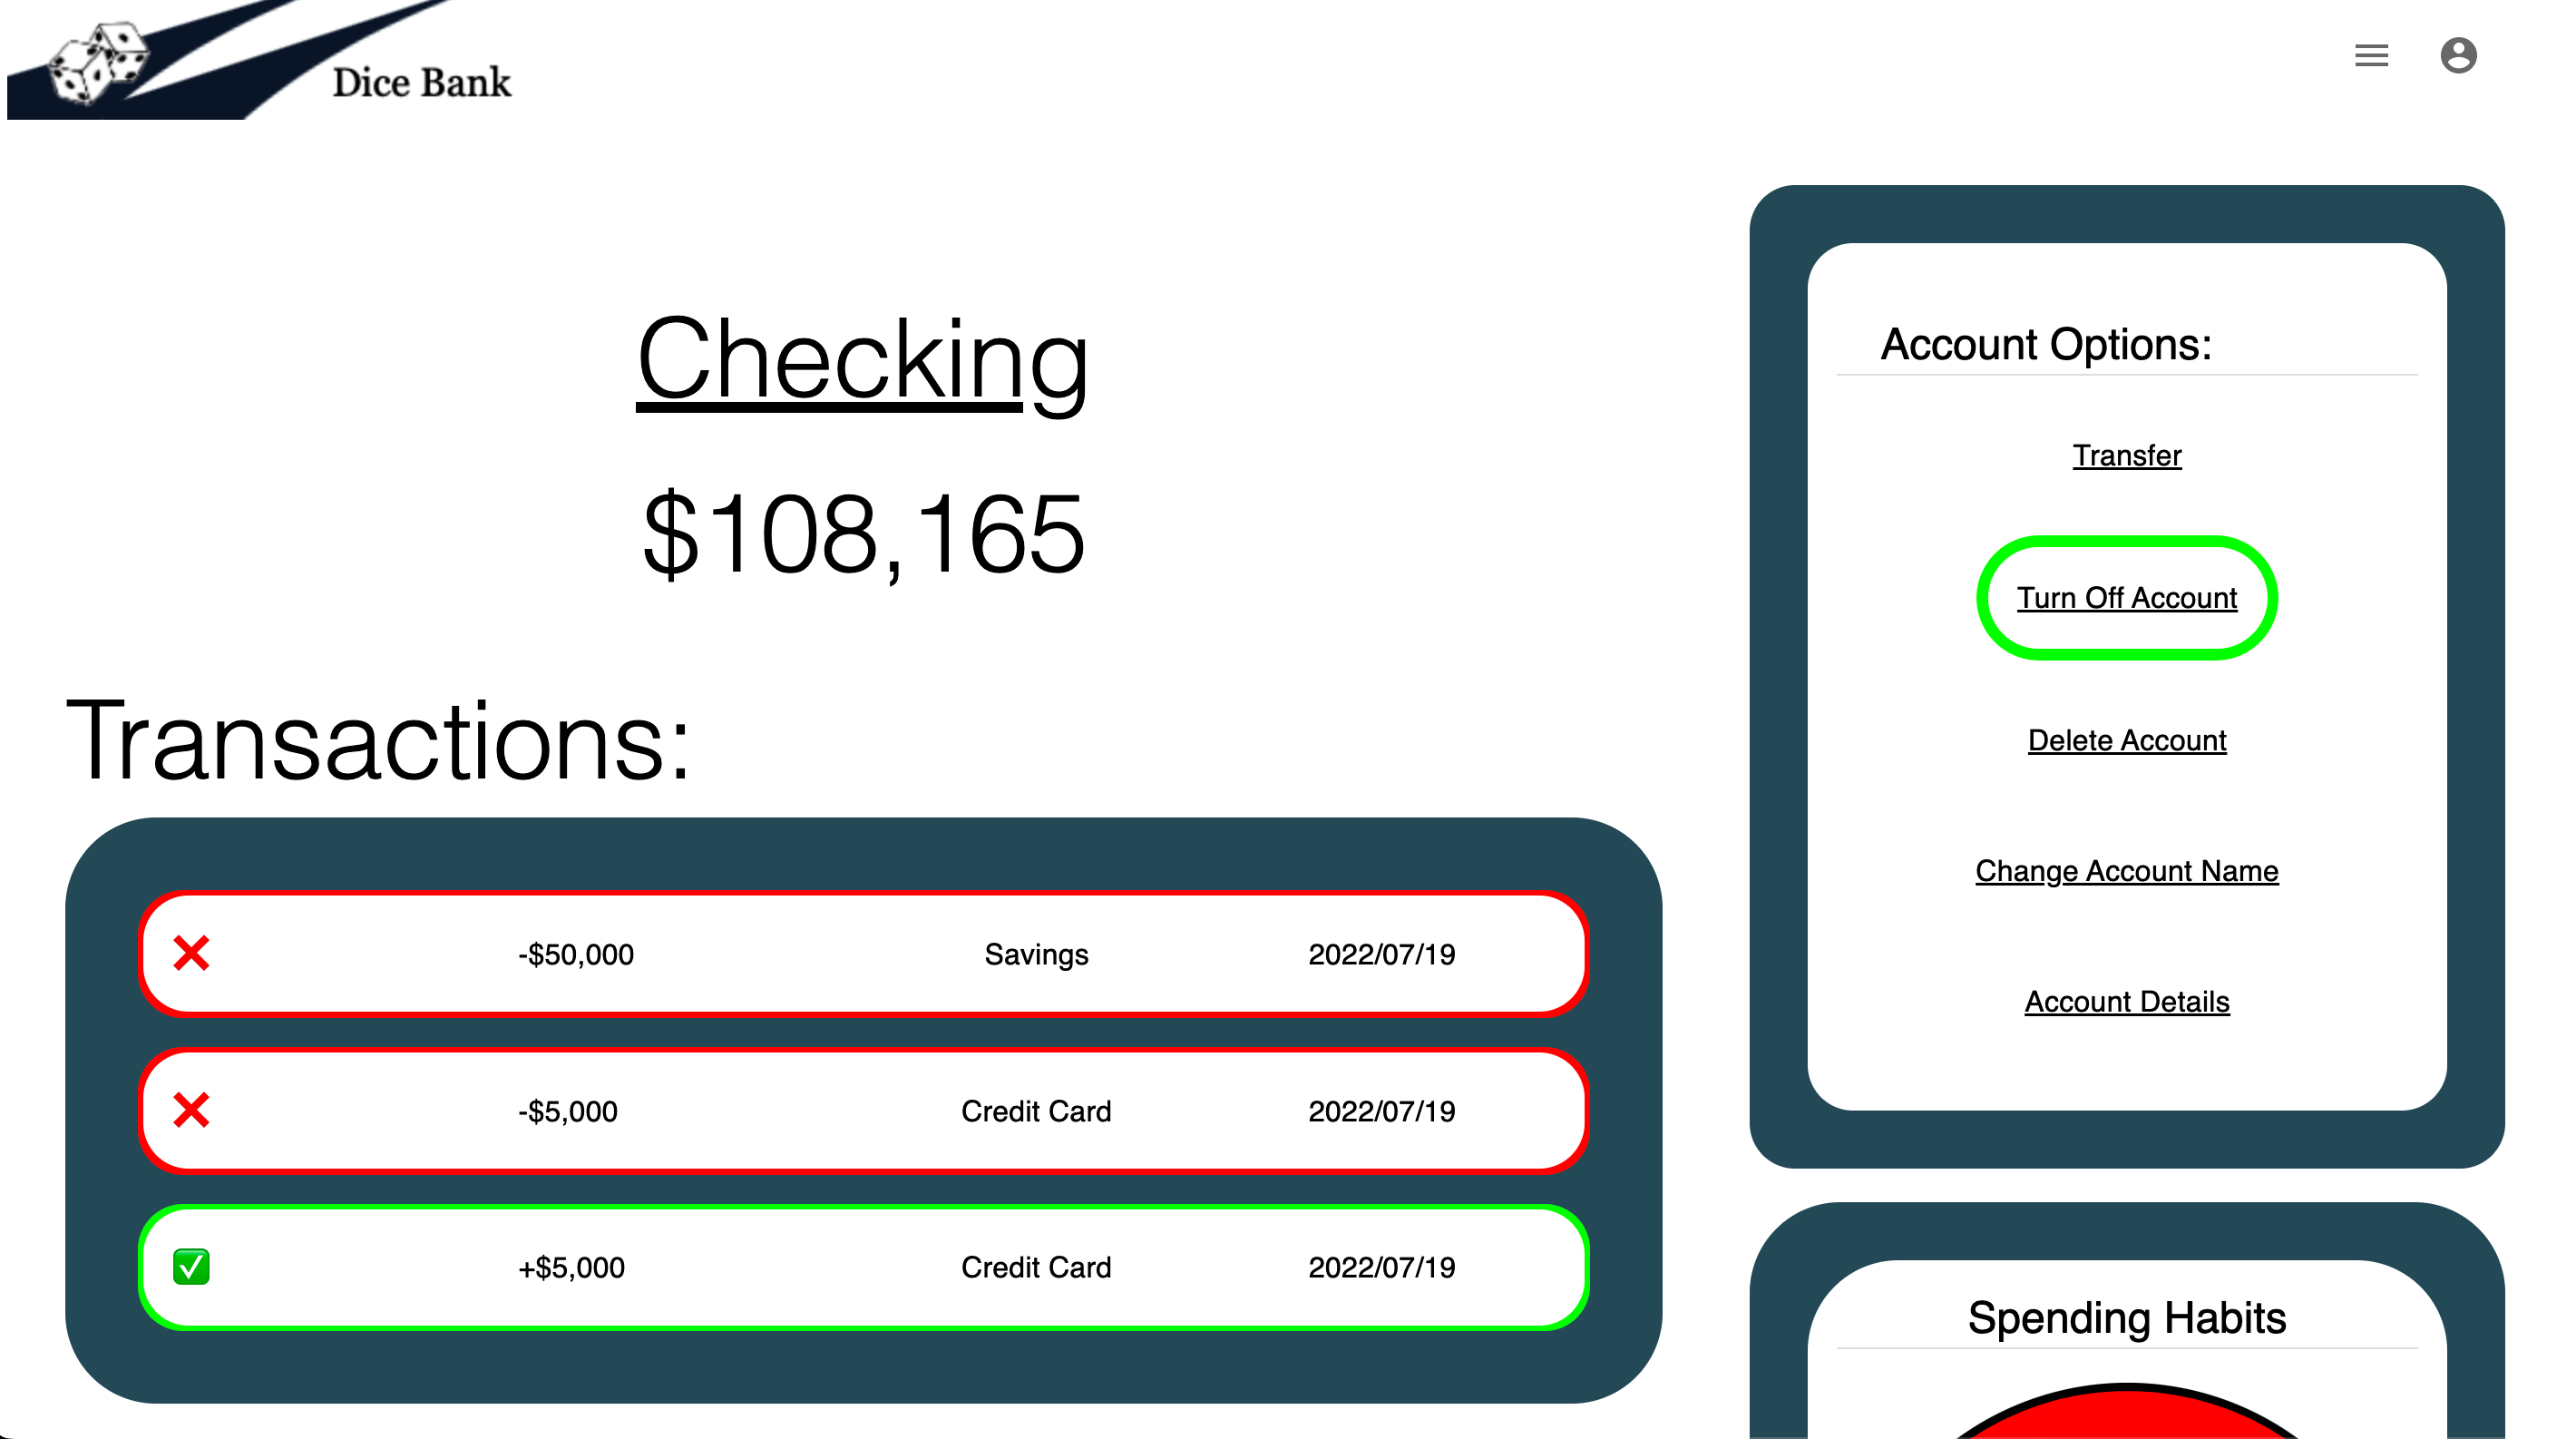 Dice Bank
Checking
$108,165
Transactions:
-$50,000 Savings 2022/07/19
-$5,000 Credit Card 2022/07/19
+$5,000 Credit Card 2022/07/19
Account Options:
Transfer
Turn Off Account
Delete Account
Change Account Name
Account Details
Spending Habits